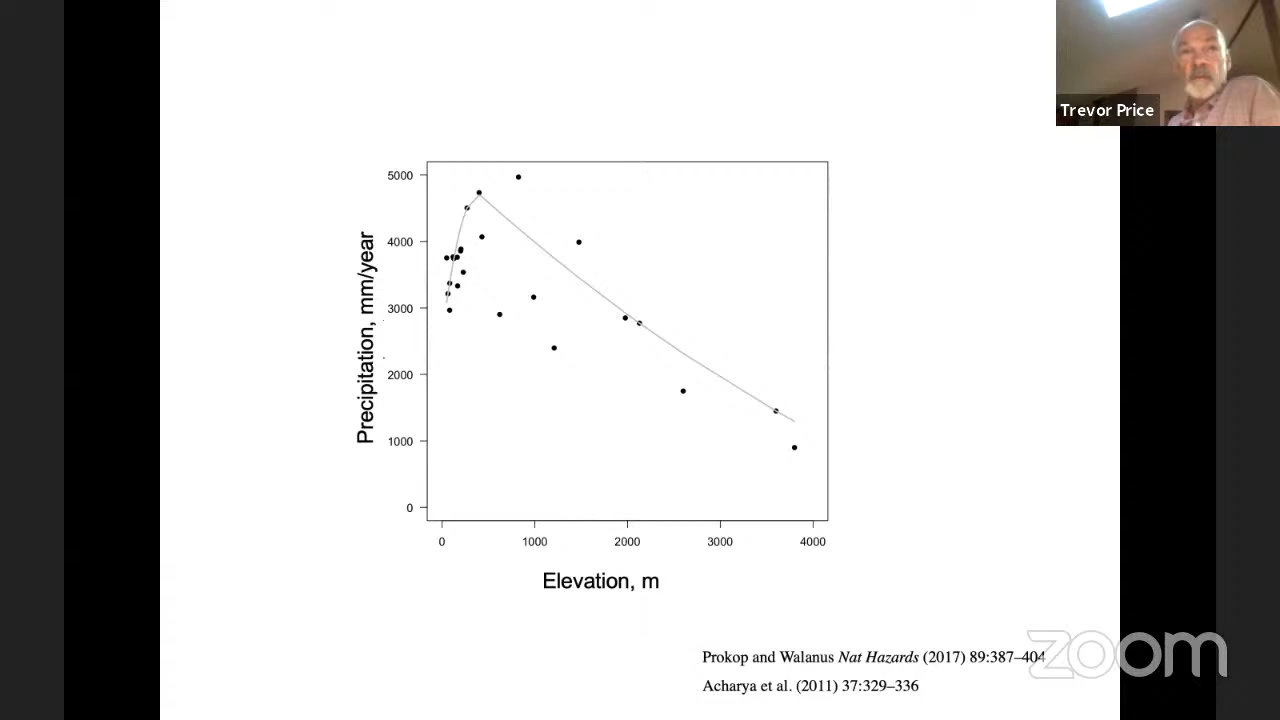 Trevor Price
5000
4000
3000
2000
1000
0
Precipitation, mm/year
0 1000 2000 3000 4000
Elevation, m
Prokop and Walanus Nat Hazards (2017) 89:387–404
Acharya et al. (2011) 37:329–336
zoom